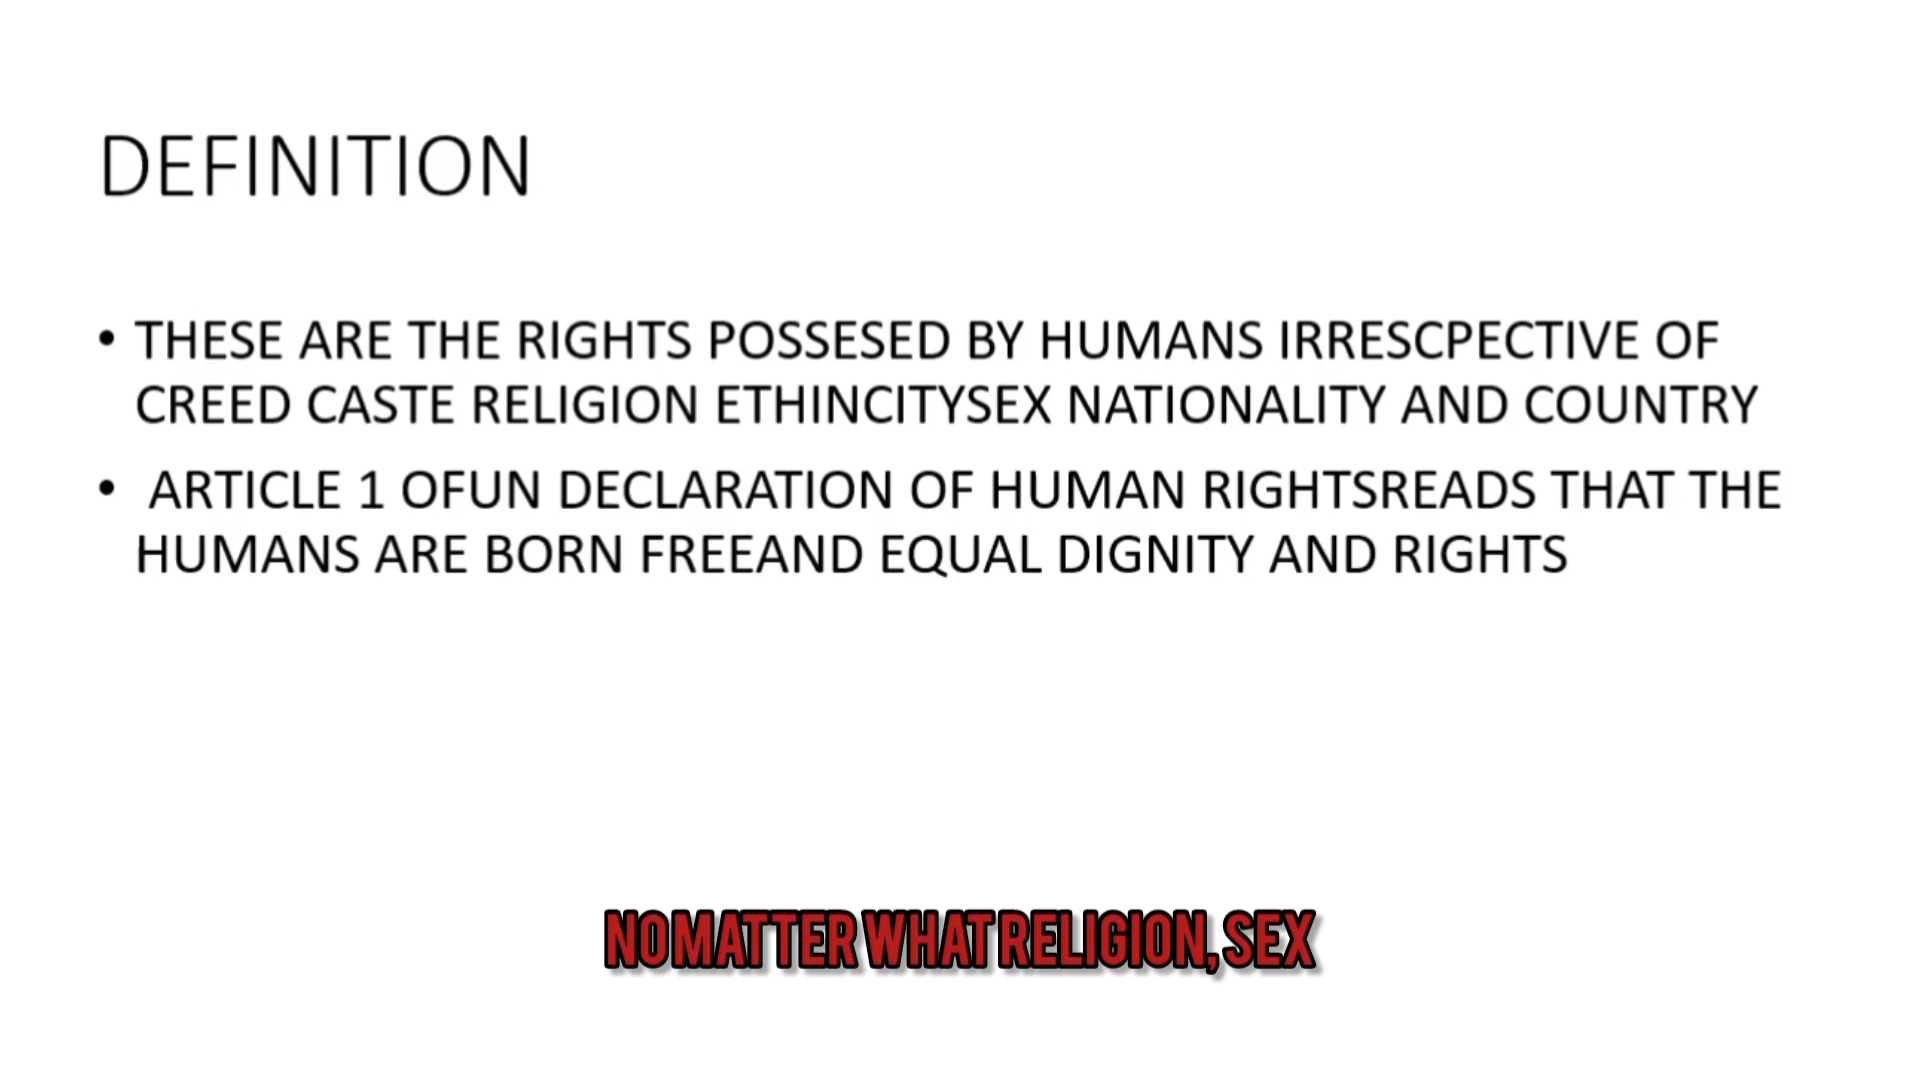 DEFINITION
• THESE ARE THE RIGHTS POSSESED BY HUMANS IRRESCPECTIVE OF
CREED CASTE RELIGION ETHINCITYSEX NATIONALITY AND COUNTRY
• ARTICLE 1 OFUN DECLARATION OF HUMAN RIGHTSREADS THAT THE
HUMANS ARE BORN FREEAND EQUAL DIGNITY AND RIGHTS
NO MATTER WHAT RELIGION, SEX